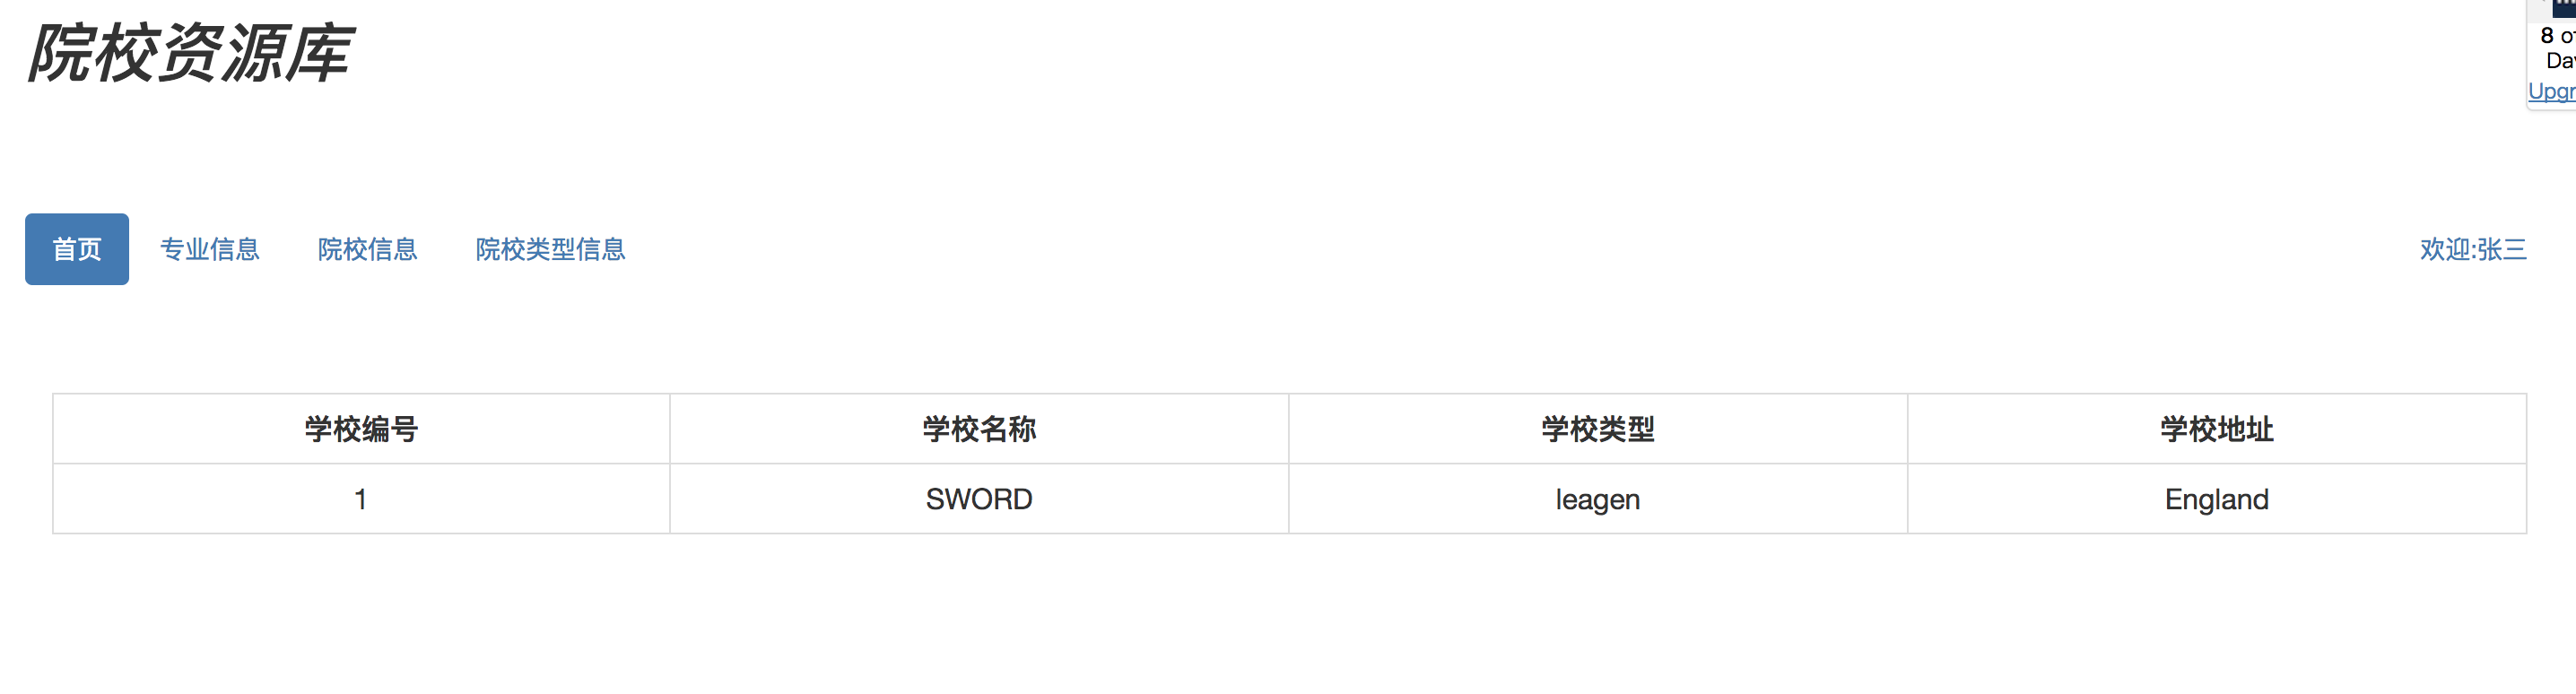 院校资源库
8
Upgr
首页 专业信息 院校信息 院校类型信息 欢迎:张三
学校编号 学校名称 学校类型 学校地址
1 SWORD leagen England